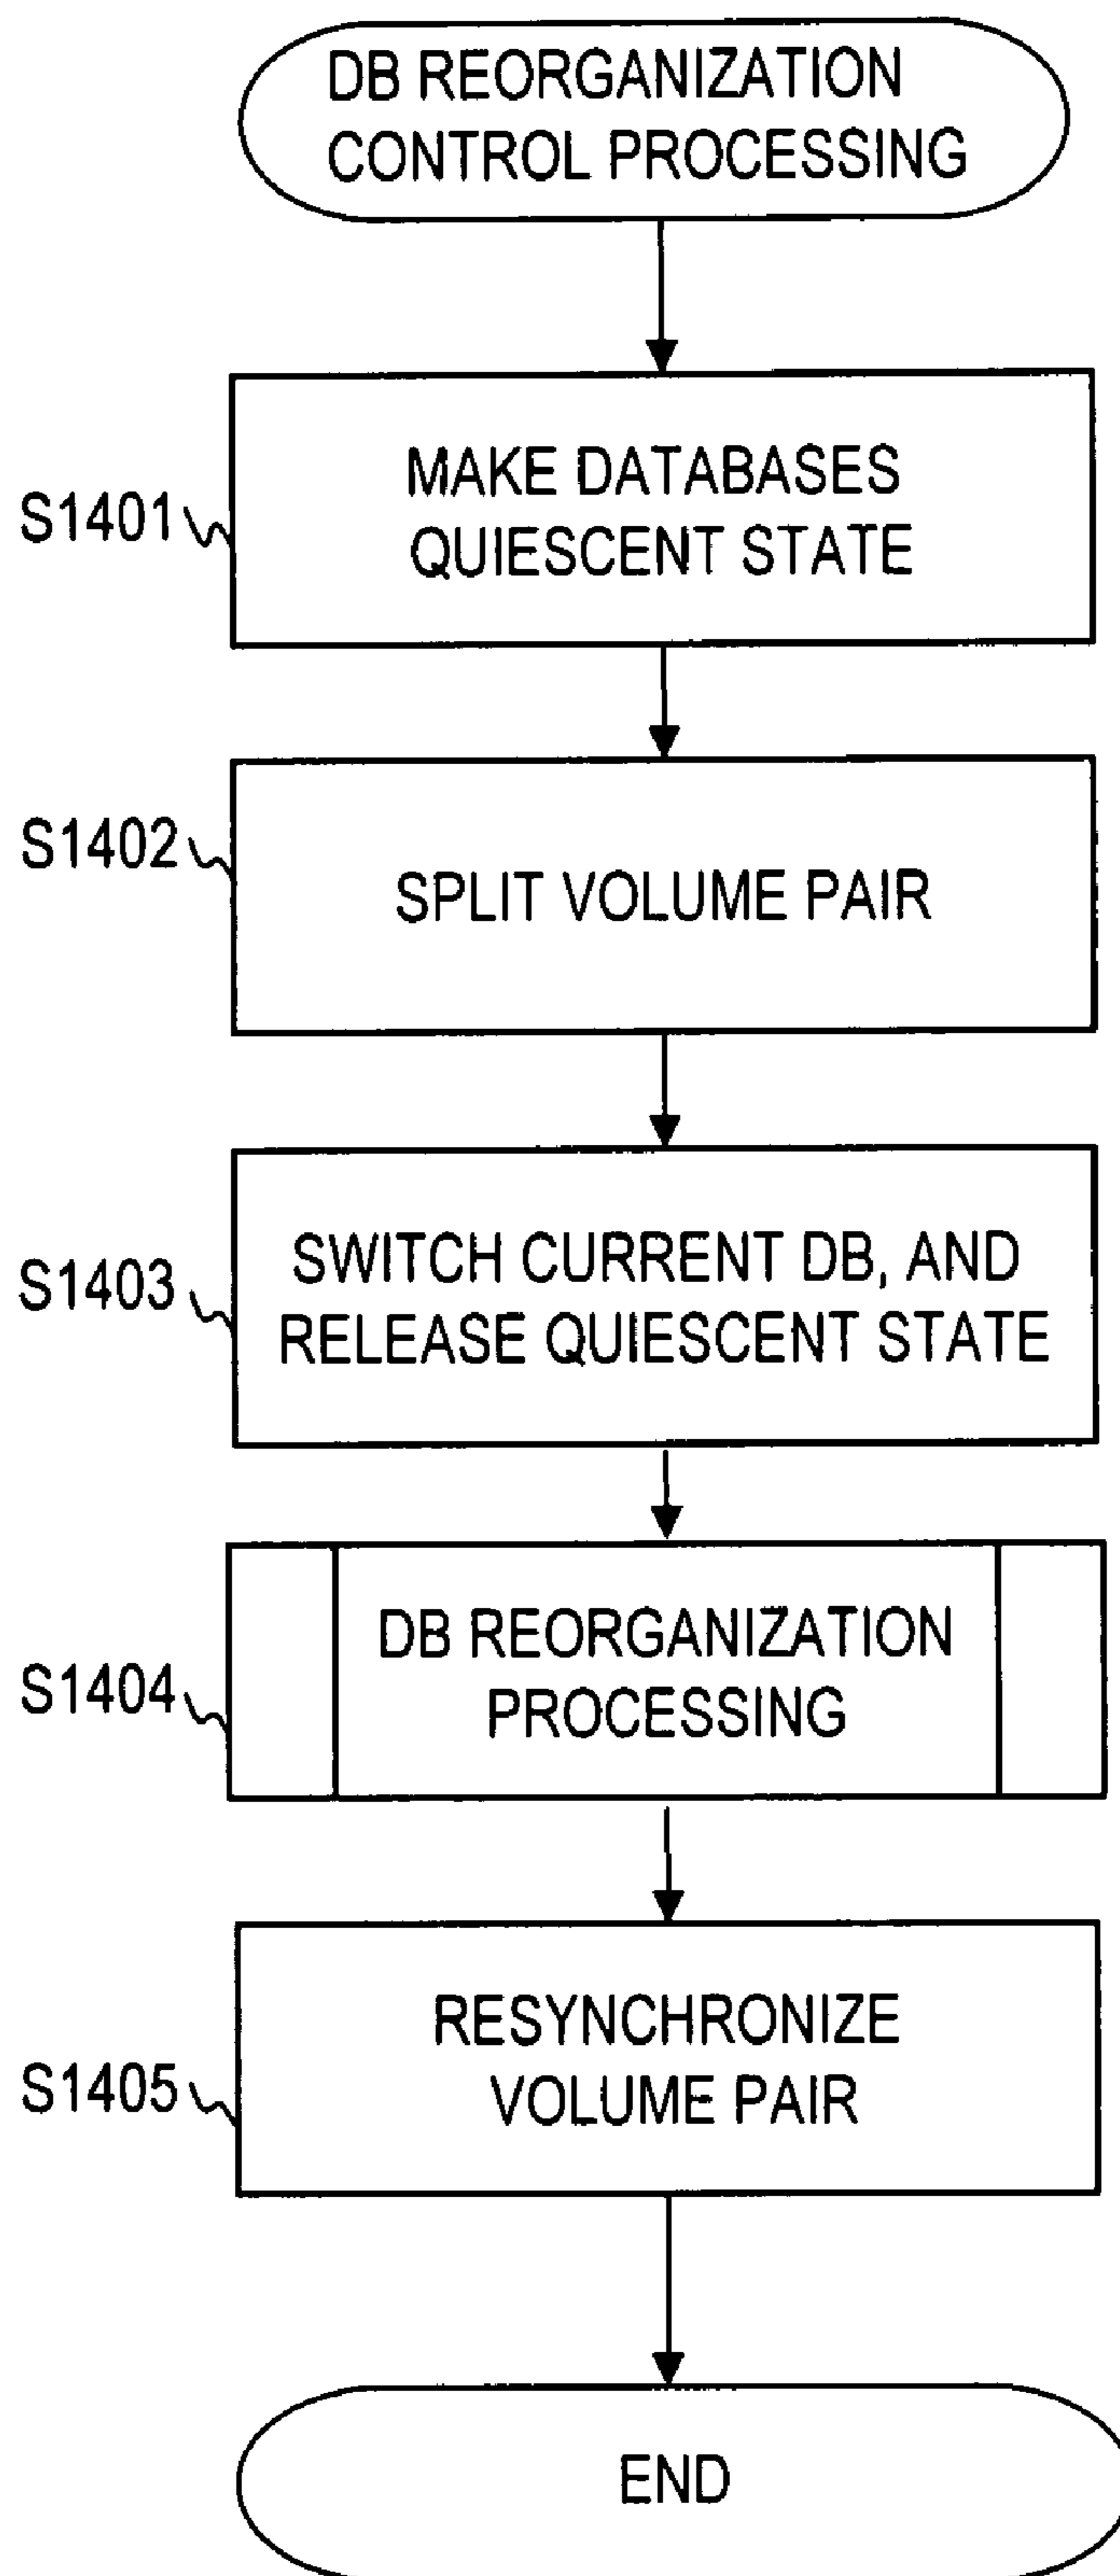 DB REORGANIZATION
CONTROL PROCESSING
S1401
MAKE DATABASES
QUIESCENT STATE
S1402
SPLIT VOLUME PAIR
S1403
SWITCH CURRENT DB, AND
RELEASE QUIESCENT STATE
S1404
DB REORGANIZATION
PROCESSING
S1405
RESYNCHRONIZE
VOLUME PAIR
END